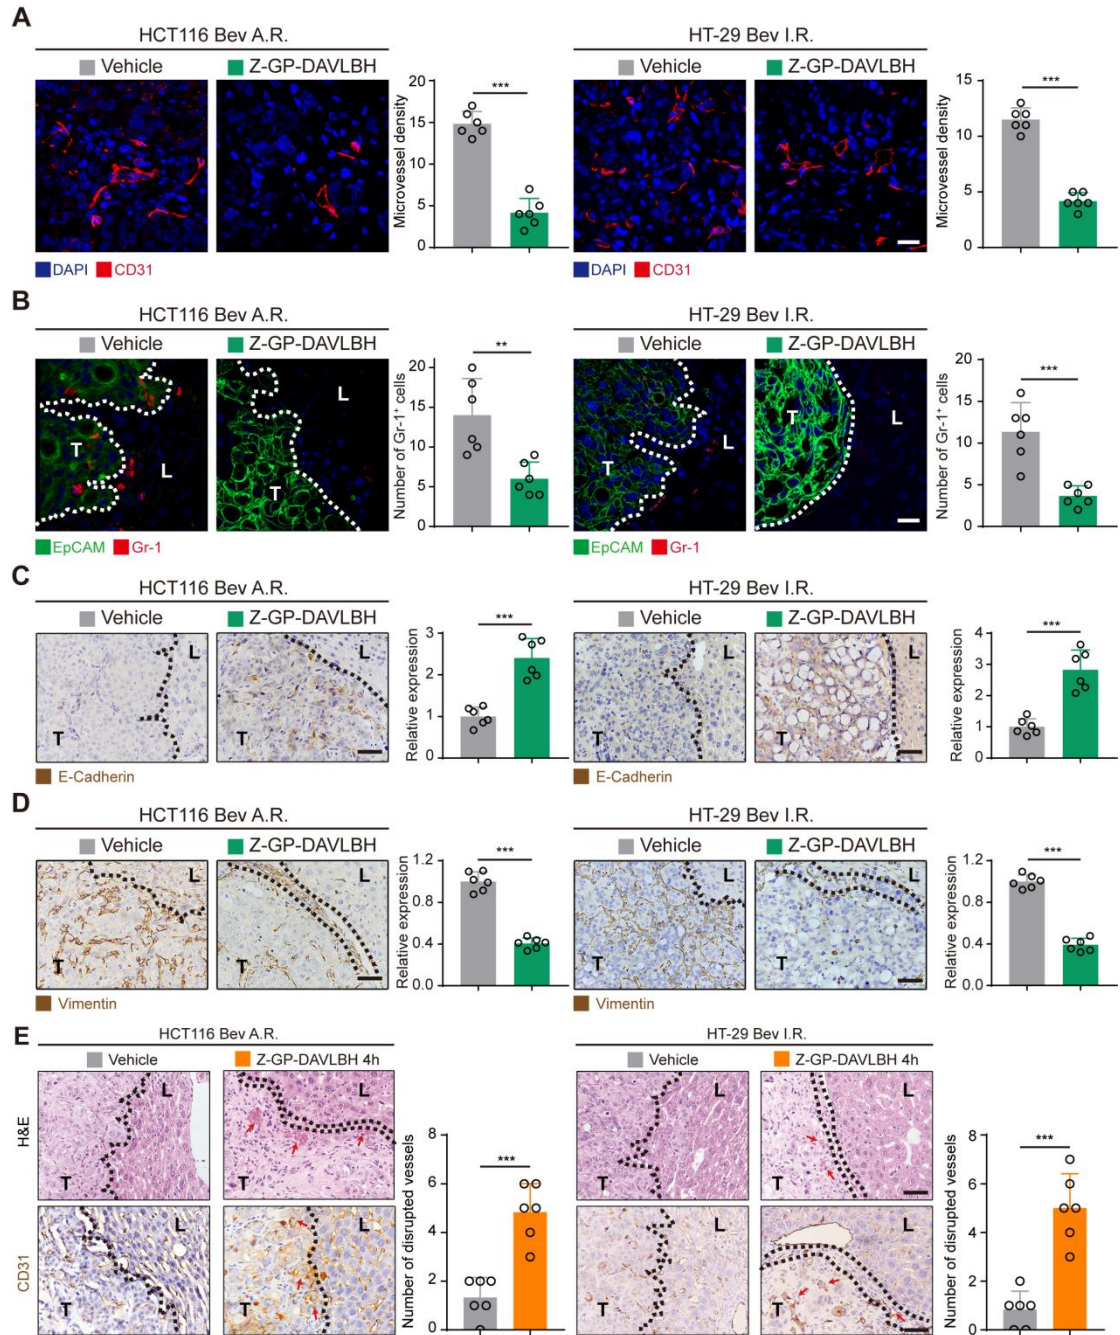 A
HCT116 Bev A.R.
HT-29 Bev I.R.
Vehicle
Z-GP-DAVLBH
Vehicle
Z-GP-DAVLBH
Microvessel density
20
15
10
5
0
***
Microvessel density
15
10
5
0
***
DAPI CD31
DAPI CD31
B
HCT116 Bev A.R.
HT-29 Bev I.R.
Vehicle
Z-GP-DAVLBH
Vehicle
Z-GP-DAVLBH
T
L
T
L
T
L
T
L
Number of Gr-1⁺ cells
20
15
10
5
0
**
Number of Gr-1⁺ cells
20
15
10
5
0
***
EpCAM Gr-1
EpCAM Gr-1
C
HCT116 Bev A.R.
HT-29 Bev I.R.
Vehicle
Z-GP-DAVLBH
Vehicle
Z-GP-DAVLBH
T
L
T
L
T
L
T
L
Relative expression
3
2
1
0
***
Relative expression
4
3
2
1
0
***
E-Cadherin
E-Cadherin
D
HCT116 Bev A.R.
HT-29 Bev I.R.
Vehicle
Z-GP-DAVLBH
Vehicle
Z-GP-DAVLBH
T
L
T
L
T
L
T
L
Relative expression
1.2
0.8
0.4
0.0
***
Relative expression
1.2
0.8
0.4
0.0
***
Vimentin
Vimentin
E
HCT116 Bev A.R.
HT-29 Bev I.R.
Vehicle
Z-GP-DAVLBH 4h
Vehicle
Z-GP-DAVLBH 4h
H&E
T
L
T
L
T
L
T
L
CD31
T
L
T
L
T
L
T
L
Number of disrupted vessels
8
6
4
2
0
***
Number of disrupted vessels
8
6
4
2
0
***